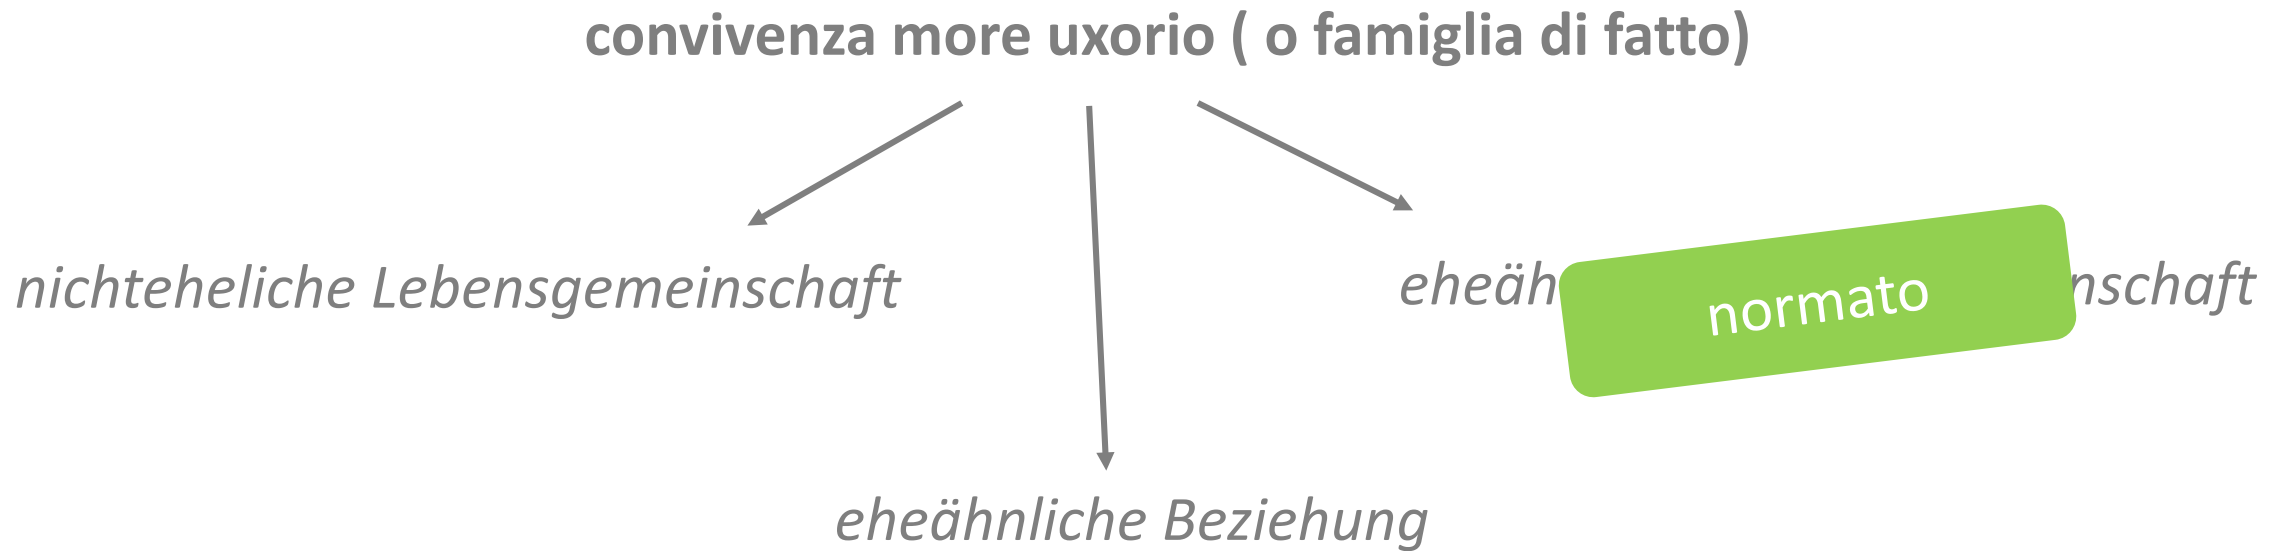 convivenza more uxorio ( o famiglia di fatto)
nichteheliche Lebensgemeinschaft
eheäh
normato
nschaft
eheähnliche Beziehung